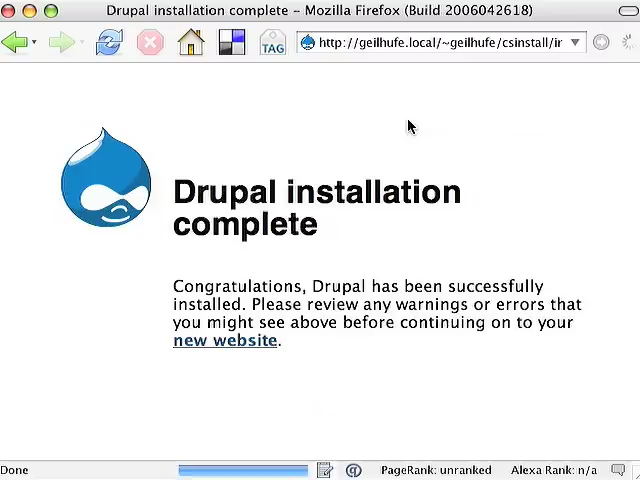 Drupal installation complete – Mozilla Firefox (Build 2006042618)
TAG
http://geilhufe.local/~geilhufe/csinstall/ir
Drupal installation
complete
Congratulations, Drupal has been successfully
installed. Please review any warnings or errors that
you might see above before continuing on to your
new website.
Done
@
PageRank: unranked
Alexa Rank: n/a